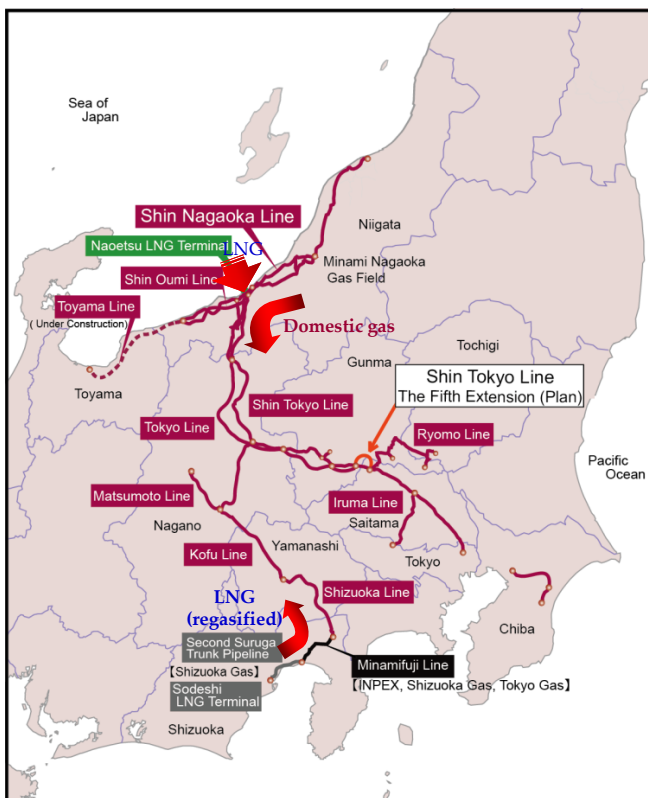 Sea of
Japan
Niigata
Shin Nagaoka Line
Naoetsu LNG Terminal
LNG
Minami Nagaoka
Gas Field
Shin Oumi Line
Toyama Line
( Under Construction)
Domestic gas
Tochigi
Gunma
Toyama
Shin Tokyo Line
The Fifth Extension (Plan)
Shin Tokyo Line
Tokyo Line
Ryomo Line
Pacific
Ocean
Matsumoto Line
Iruma Line
Nagano
Saitama
Yamanashi
Kofu Line
Tokyo
LNG
(regasified)
Shizuoka Line
Chiba
Second Suruga
Trunk Pipeline
Minamifuji Line
【Shizuoka Gas】
【INPEX, Shizuoka Gas, Tokyo Gas】
Sodeshi
LNG Terminal
Shizuoka